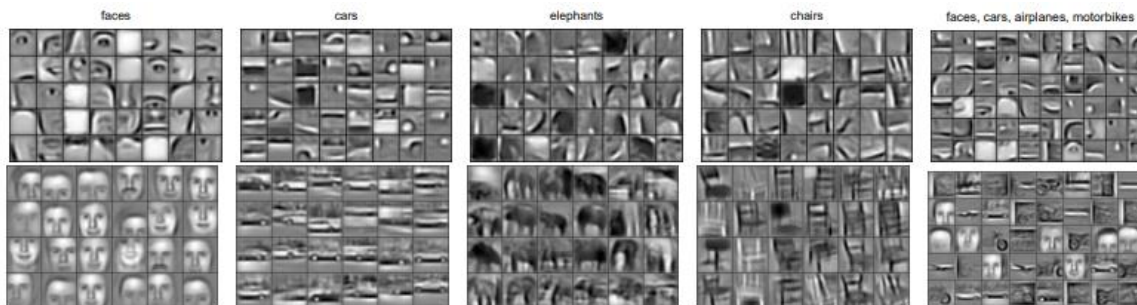 faces
cars
elephants
chairs
faces, cars, airplanes, motorbikes